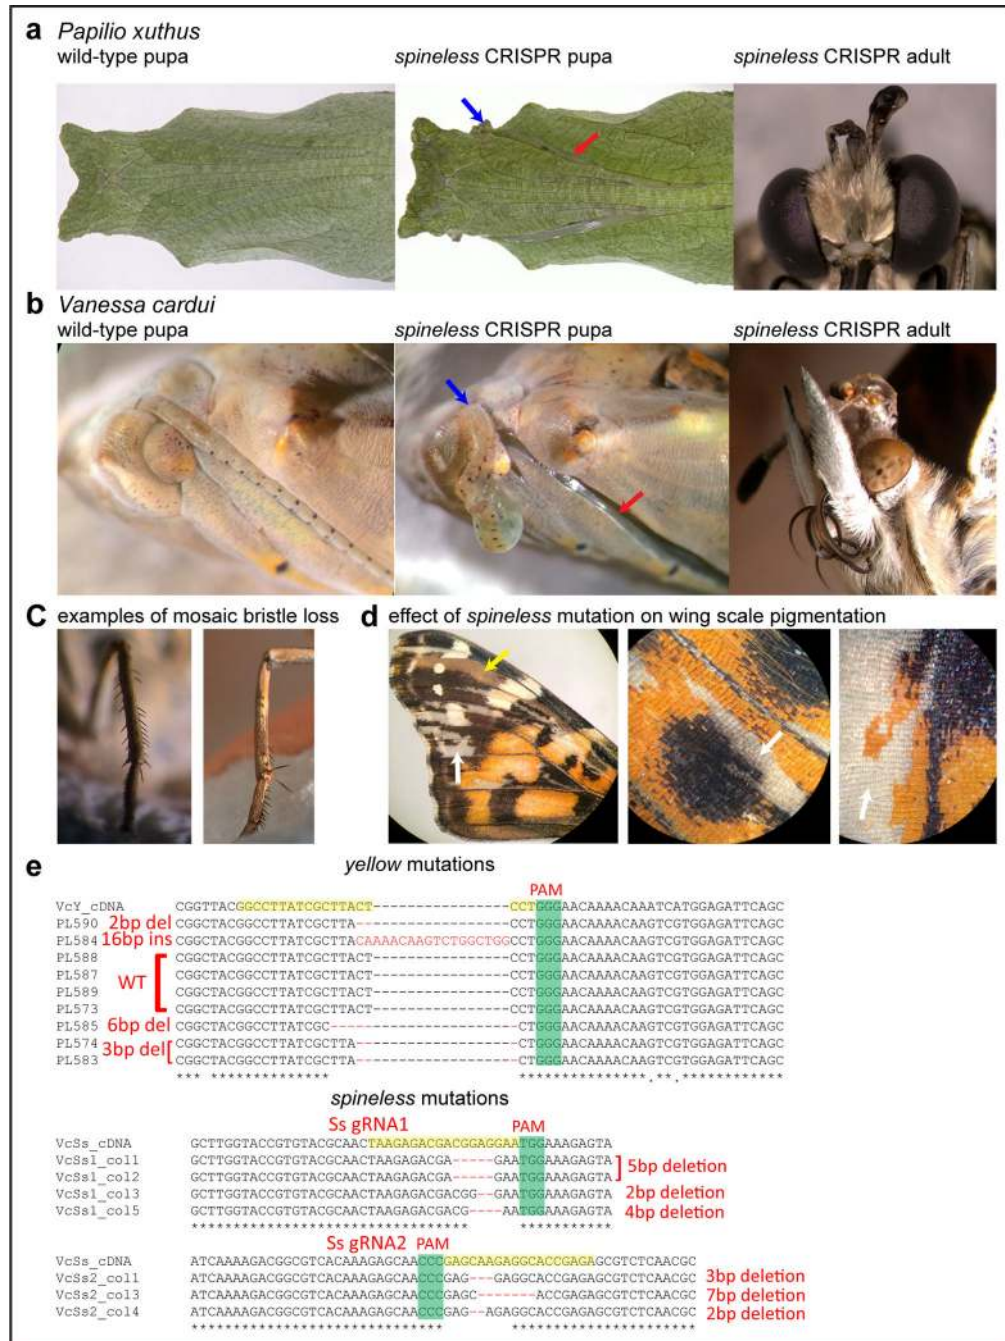 a Papilio xuthus
wild-type pupa
spineless CRISPR pupa
spineless CRISPR adult
b Vanessa cardui
wild-type pupa
spineless CRISPR pupa
spineless CRISPR adult
c examples of mosaic bristle loss
d effect of spineless mutation on wing scale pigmentation
e
yellow mutations
PAM
VcY_cDNA CGGTTACGGCCTTATCGCTTACT----------------CCTGGGAACAAAACAAATCATGGAGATTCAGC
PL590 2bp del CGGCTACGGCCTTATCGCTTA------------------CCTGGGAACAAAACAAGTCGTGGAGATTCAGC
PL584 16bp ins CGGCTACGGCCTTATCGCTTACAAAACAAGTCTGGCTGGCCTGGGAACAAAACAAGTCGTGGAGATTCAGC
PL588 CGGCTACGGCCTTATCGCTTACT----------------CCTGGGAACAAAACAAGTCGTGGAGATTCAGC
PL587 CGGCTACGGCCTTATCGCTTACT----------------CCTGGGAACAAAACAAGTCGTGGAGATTCAGC
WT
PL589 CGGCTACGGCCTTATCGCTTACT----------------CCTGGGAACAAAACAAGTCGTGGAGATTCAGC
PL573 CGGCTACGGCCTTATCGCTTACT----------------CCTGGGAACAAAACAAGTCGTGGAGATTCAGC
PL585 6bp del CGGCTACGGCCTTATCGC----------------------CTGGGAACAAAACAAGTCGTGGAGATTCAGC
PL574 CGGCTACGGCCTTATCGCTTA-------------------CTGGGAACAAAACAAGTCGTGGAGATTCAGC
3bp del
PL583 CGGCTACGGCCTTATCGCTTA-------------------CTGGGAACAAAACAAGTCGTGGAGATTCAGC
*** **************                      ***************.**.************
spineless mutations
Ss gRNA1 PAM
VcSs_cDNA GCTTGGTACCGTGTACGCAACTAAGAGACGACGGAGGAATGGAAAGAGTA
VcSs1_col1 GCTTGGTACCGTGTACGCAACTAAGAGACGA-----GAATGGAAAGAGTA
5bp deletion
VcSs1_col2 GCTTGGTACCGTGTACGCAACTAAGAGACGA-----GAATGGAAAGAGTA
VcSs1_col3 GCTTGGTACCGTGTACGCAACTAAGAGACGACGG--GAATGGAAAGAGTA 2bp deletion
VcSs1_col5 GCTTGGTACCGTGTACGCAACTAAGAGACGACG----AATGGAAAGAGTA 4bp deletion
*********************************      ***********
Ss gRNA2 PAM
VcSs_cDNA ATCAAAAGACGGCGTCACAAAGAGCAACCCGAGCAAGAGGCACCGAGAGCGTCTCAACGC
VcSs2_col1 ATCAAAAGACGGCGTCACAAAGAGCAACCCGAG---GAGGCACCGAGAGCGTCTCAACGC 3bp deletion
VcSs2_col3 ATCAAAAGACGGCGTCACAAAGAGCAACCCGAGC-------ACCGAGAGCGTCTCAACGC 7bp deletion
VcSs2_col4 ATCAAAAGACGGCGTCACAAAGAGCAACCCGAG--AGAGGCACCGAGAGCGTCTCAACGC 2bp deletion
******************************        **********************